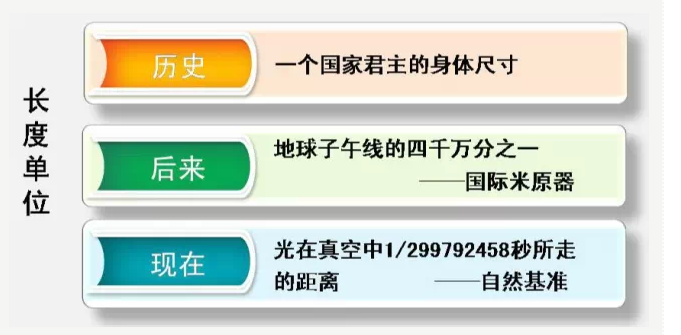 长度单位
历史
一个国家君主的身体尺寸
后来
地球子午线的四千万分之一
——国际米原器
现在
光在真空中1/299792458秒所走
的距离 ——自然基准